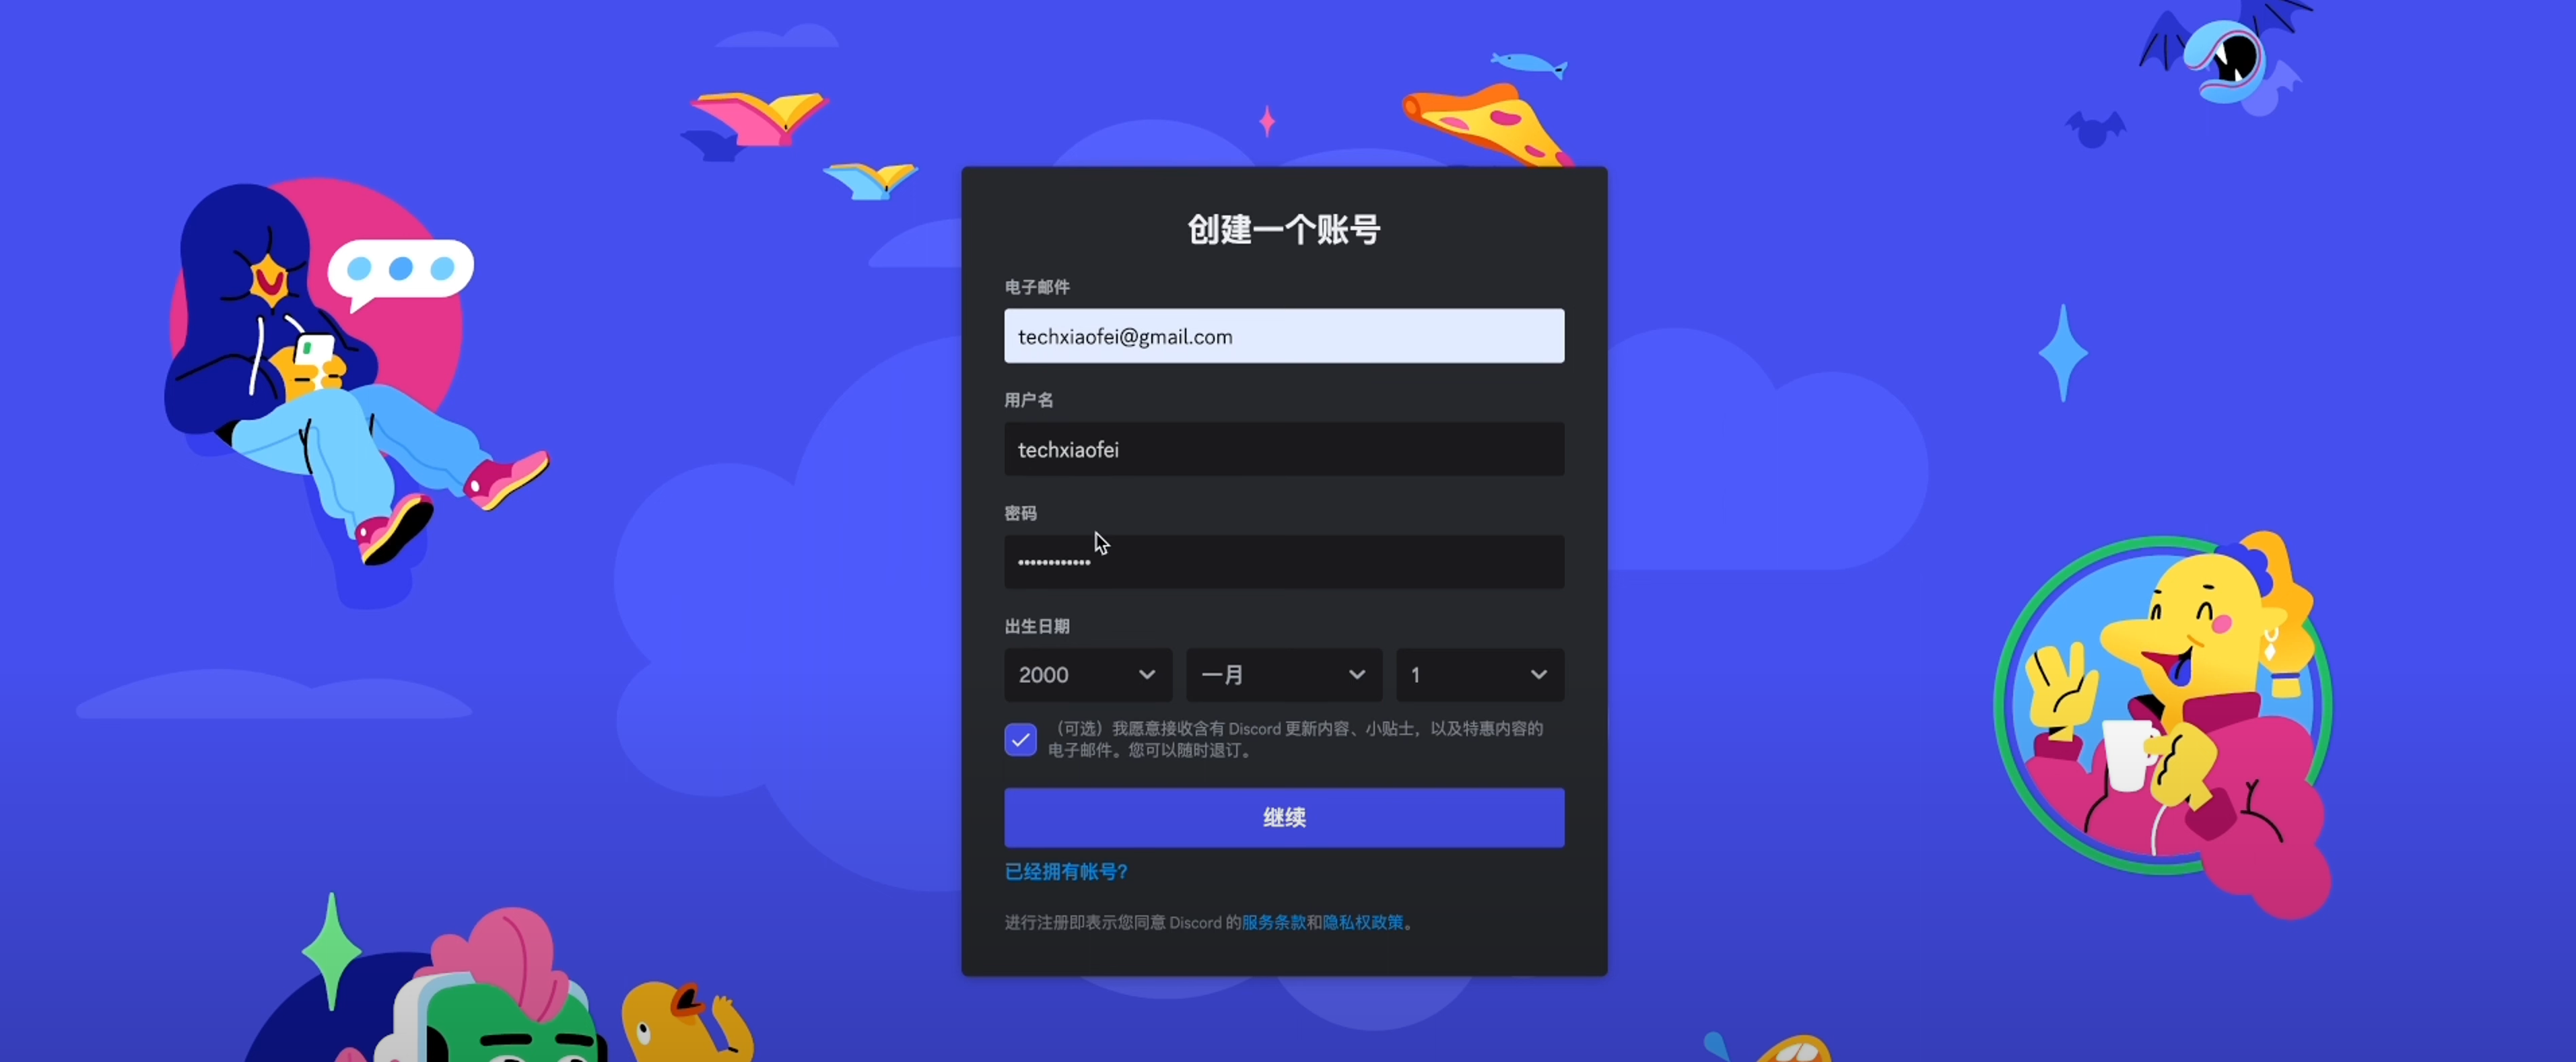 创建一个账号
电子邮件
techxiaofei@gmail.com
用户名
techxiaofei
密码
••••••••••••
出生日期
2000 一月 1
（可选）我愿意接收含有 Discord 更新内容、小贴士，以及特惠内容的
电子邮件。您可以随时退订。
继续
已经拥有帐号？
进行注册即表示您同意 Discord 的服务条款和隐私权政策。